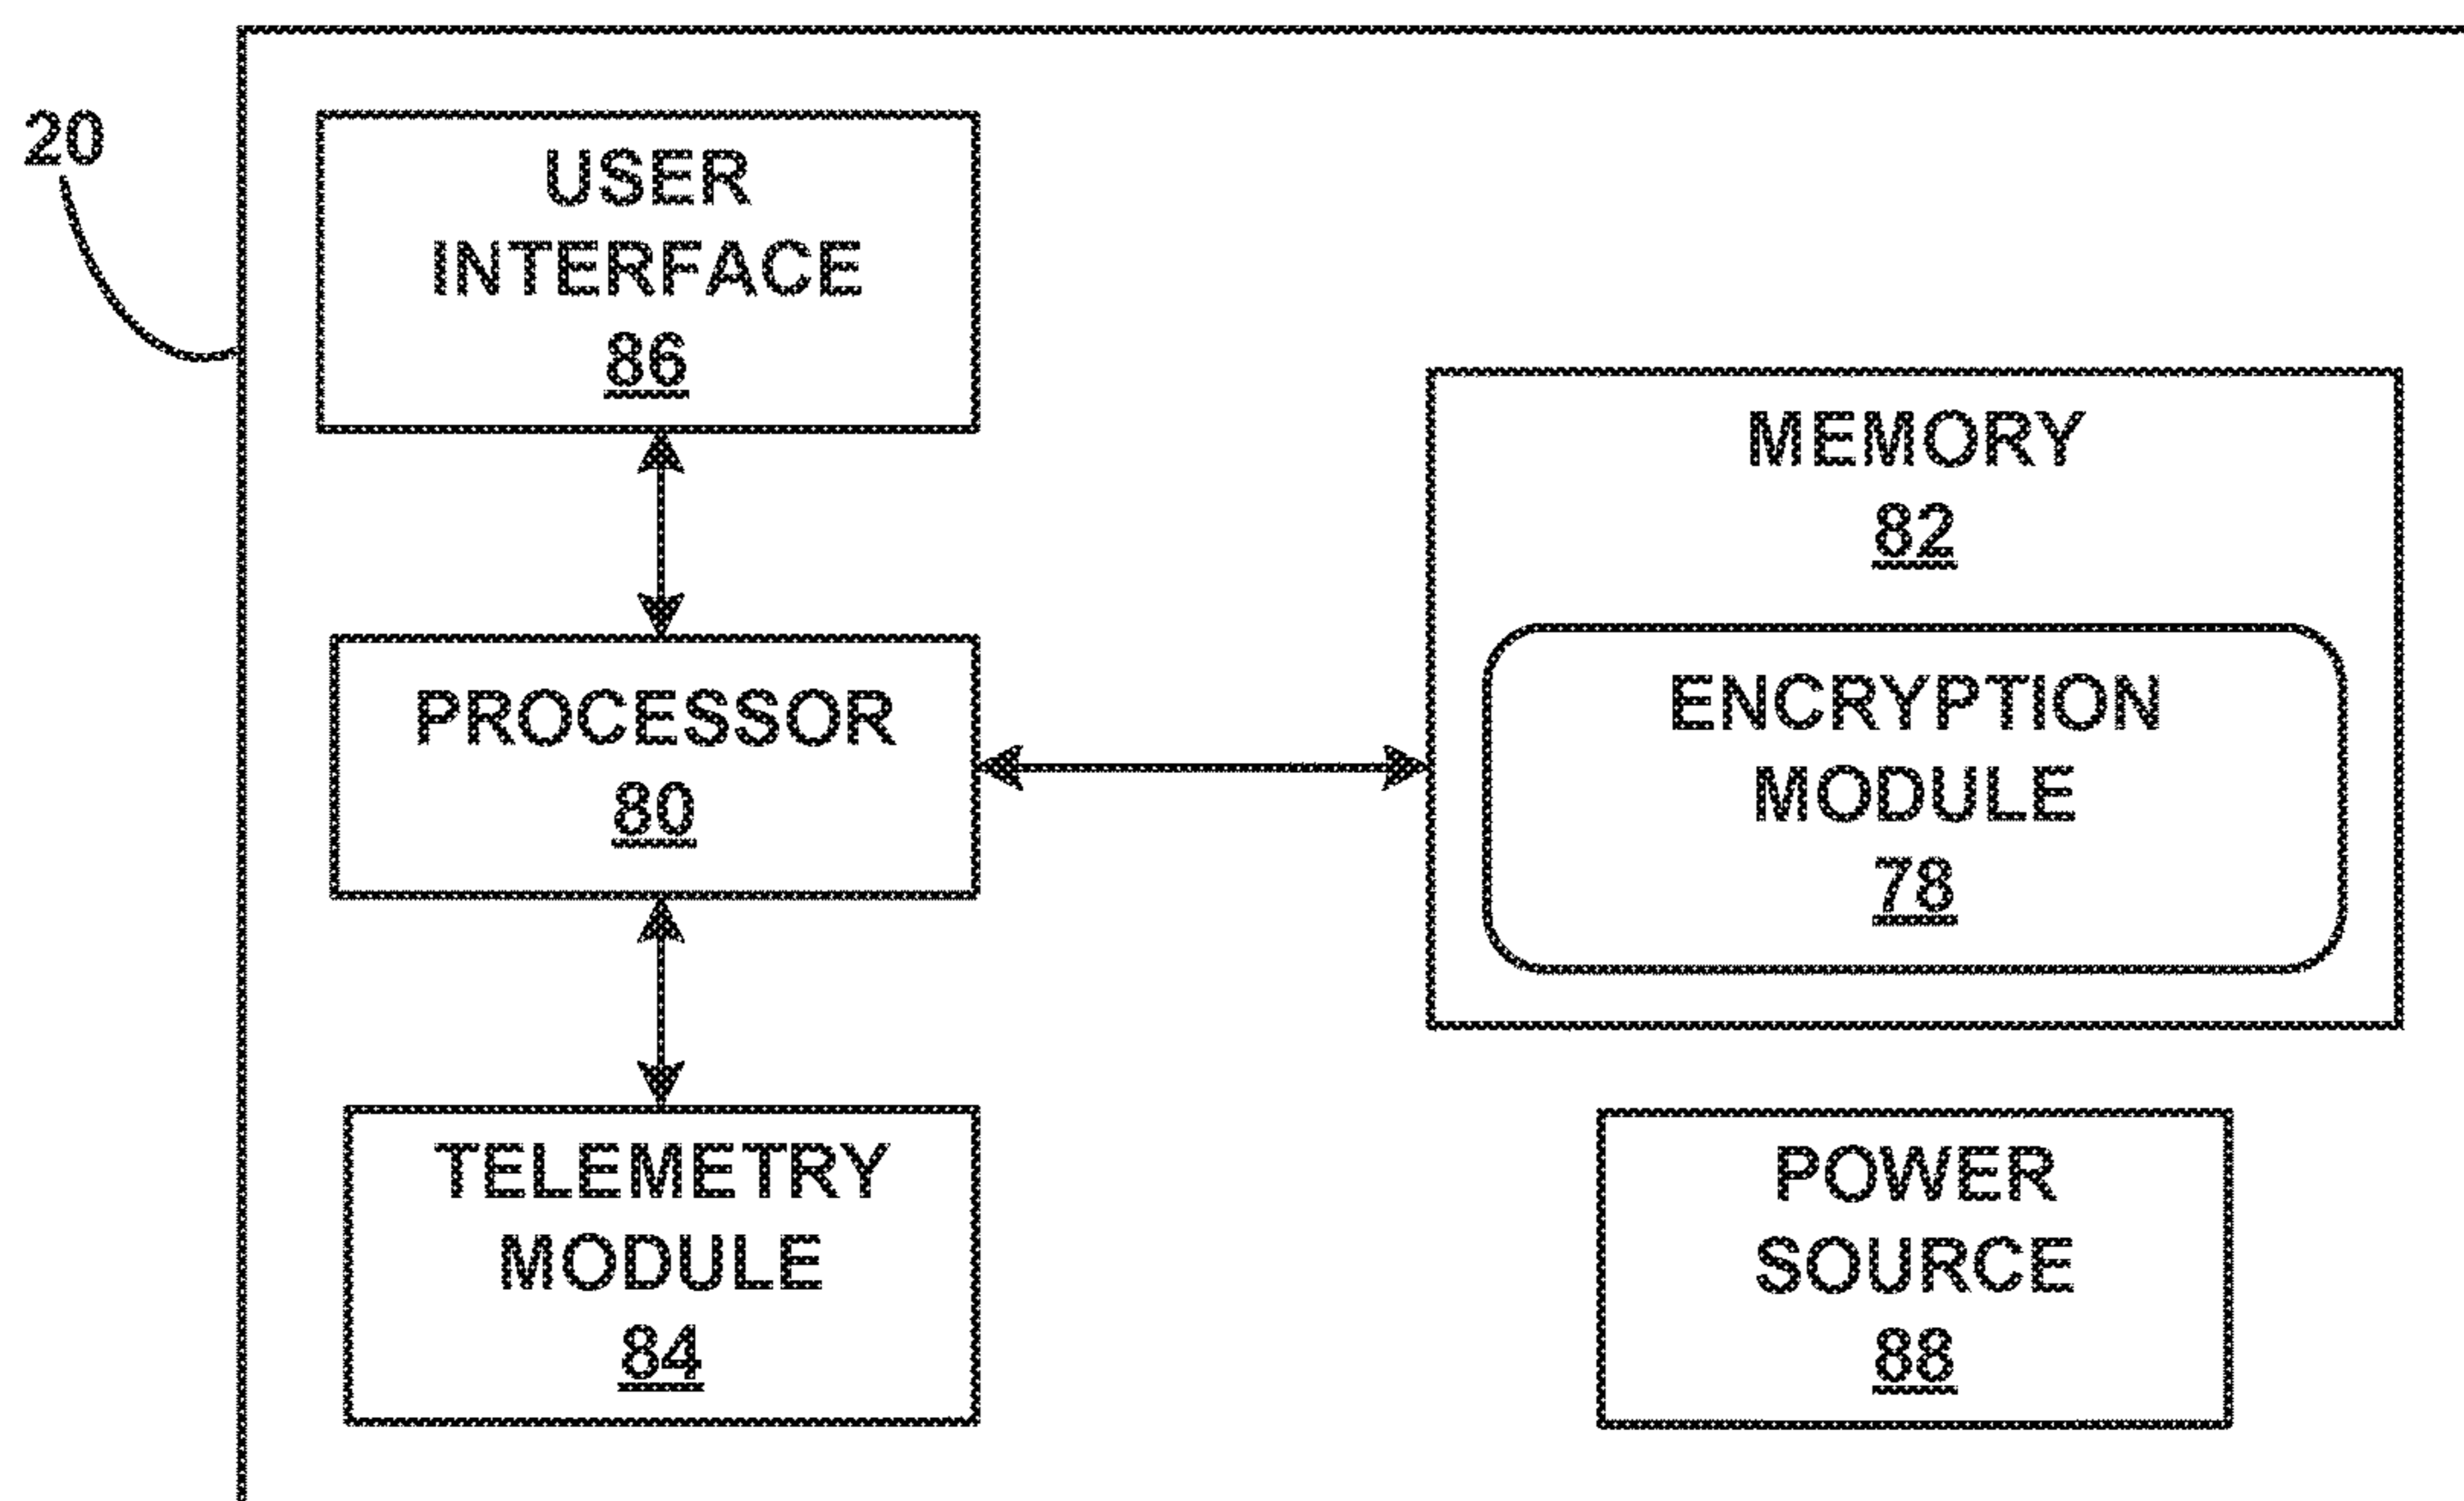 20
USER
INTERFACE
86
MEMORY
82
ENCRYPTION
MODULE
78
PROCESSOR
80
TELEMETRY
MODULE
84
POWER
SOURCE
88